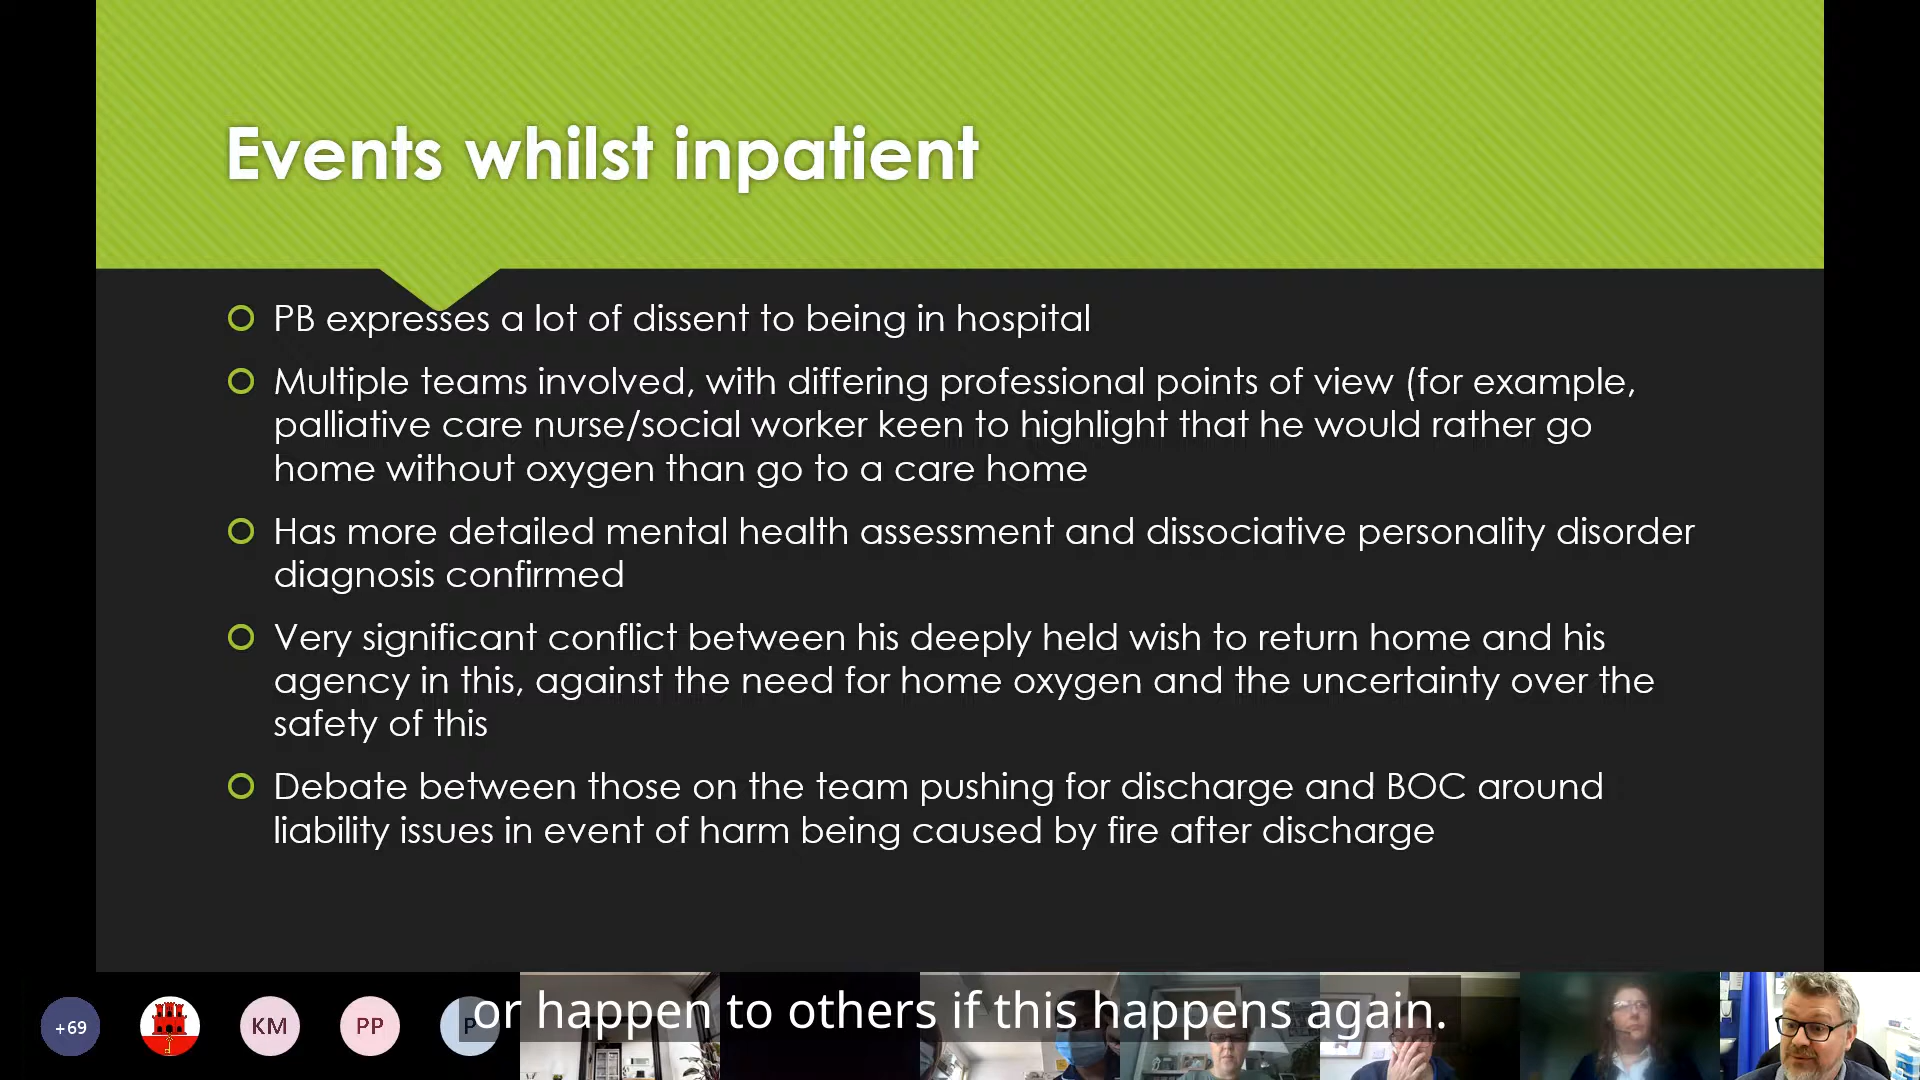 Events whilst inpatient
PB expresses a lot of dissent to being in hospital
Multiple teams involved, with differing professional points of view (for example,
palliative care nurse/social worker keen to highlight that he would rather go
home without oxygen than go to a care home
Has more detailed mental health assessment and dissociative personality disorder
diagnosis confirmed
Very significant conflict between his deeply held wish to return home and his
agency in this, against the need for home oxygen and the uncertainty over the
safety of this
Debate between those on the team pushing for discharge and BOC around
liability issues in event of harm being caused by fire after discharge
or happen to others if this happens again.
+69
KM
PP